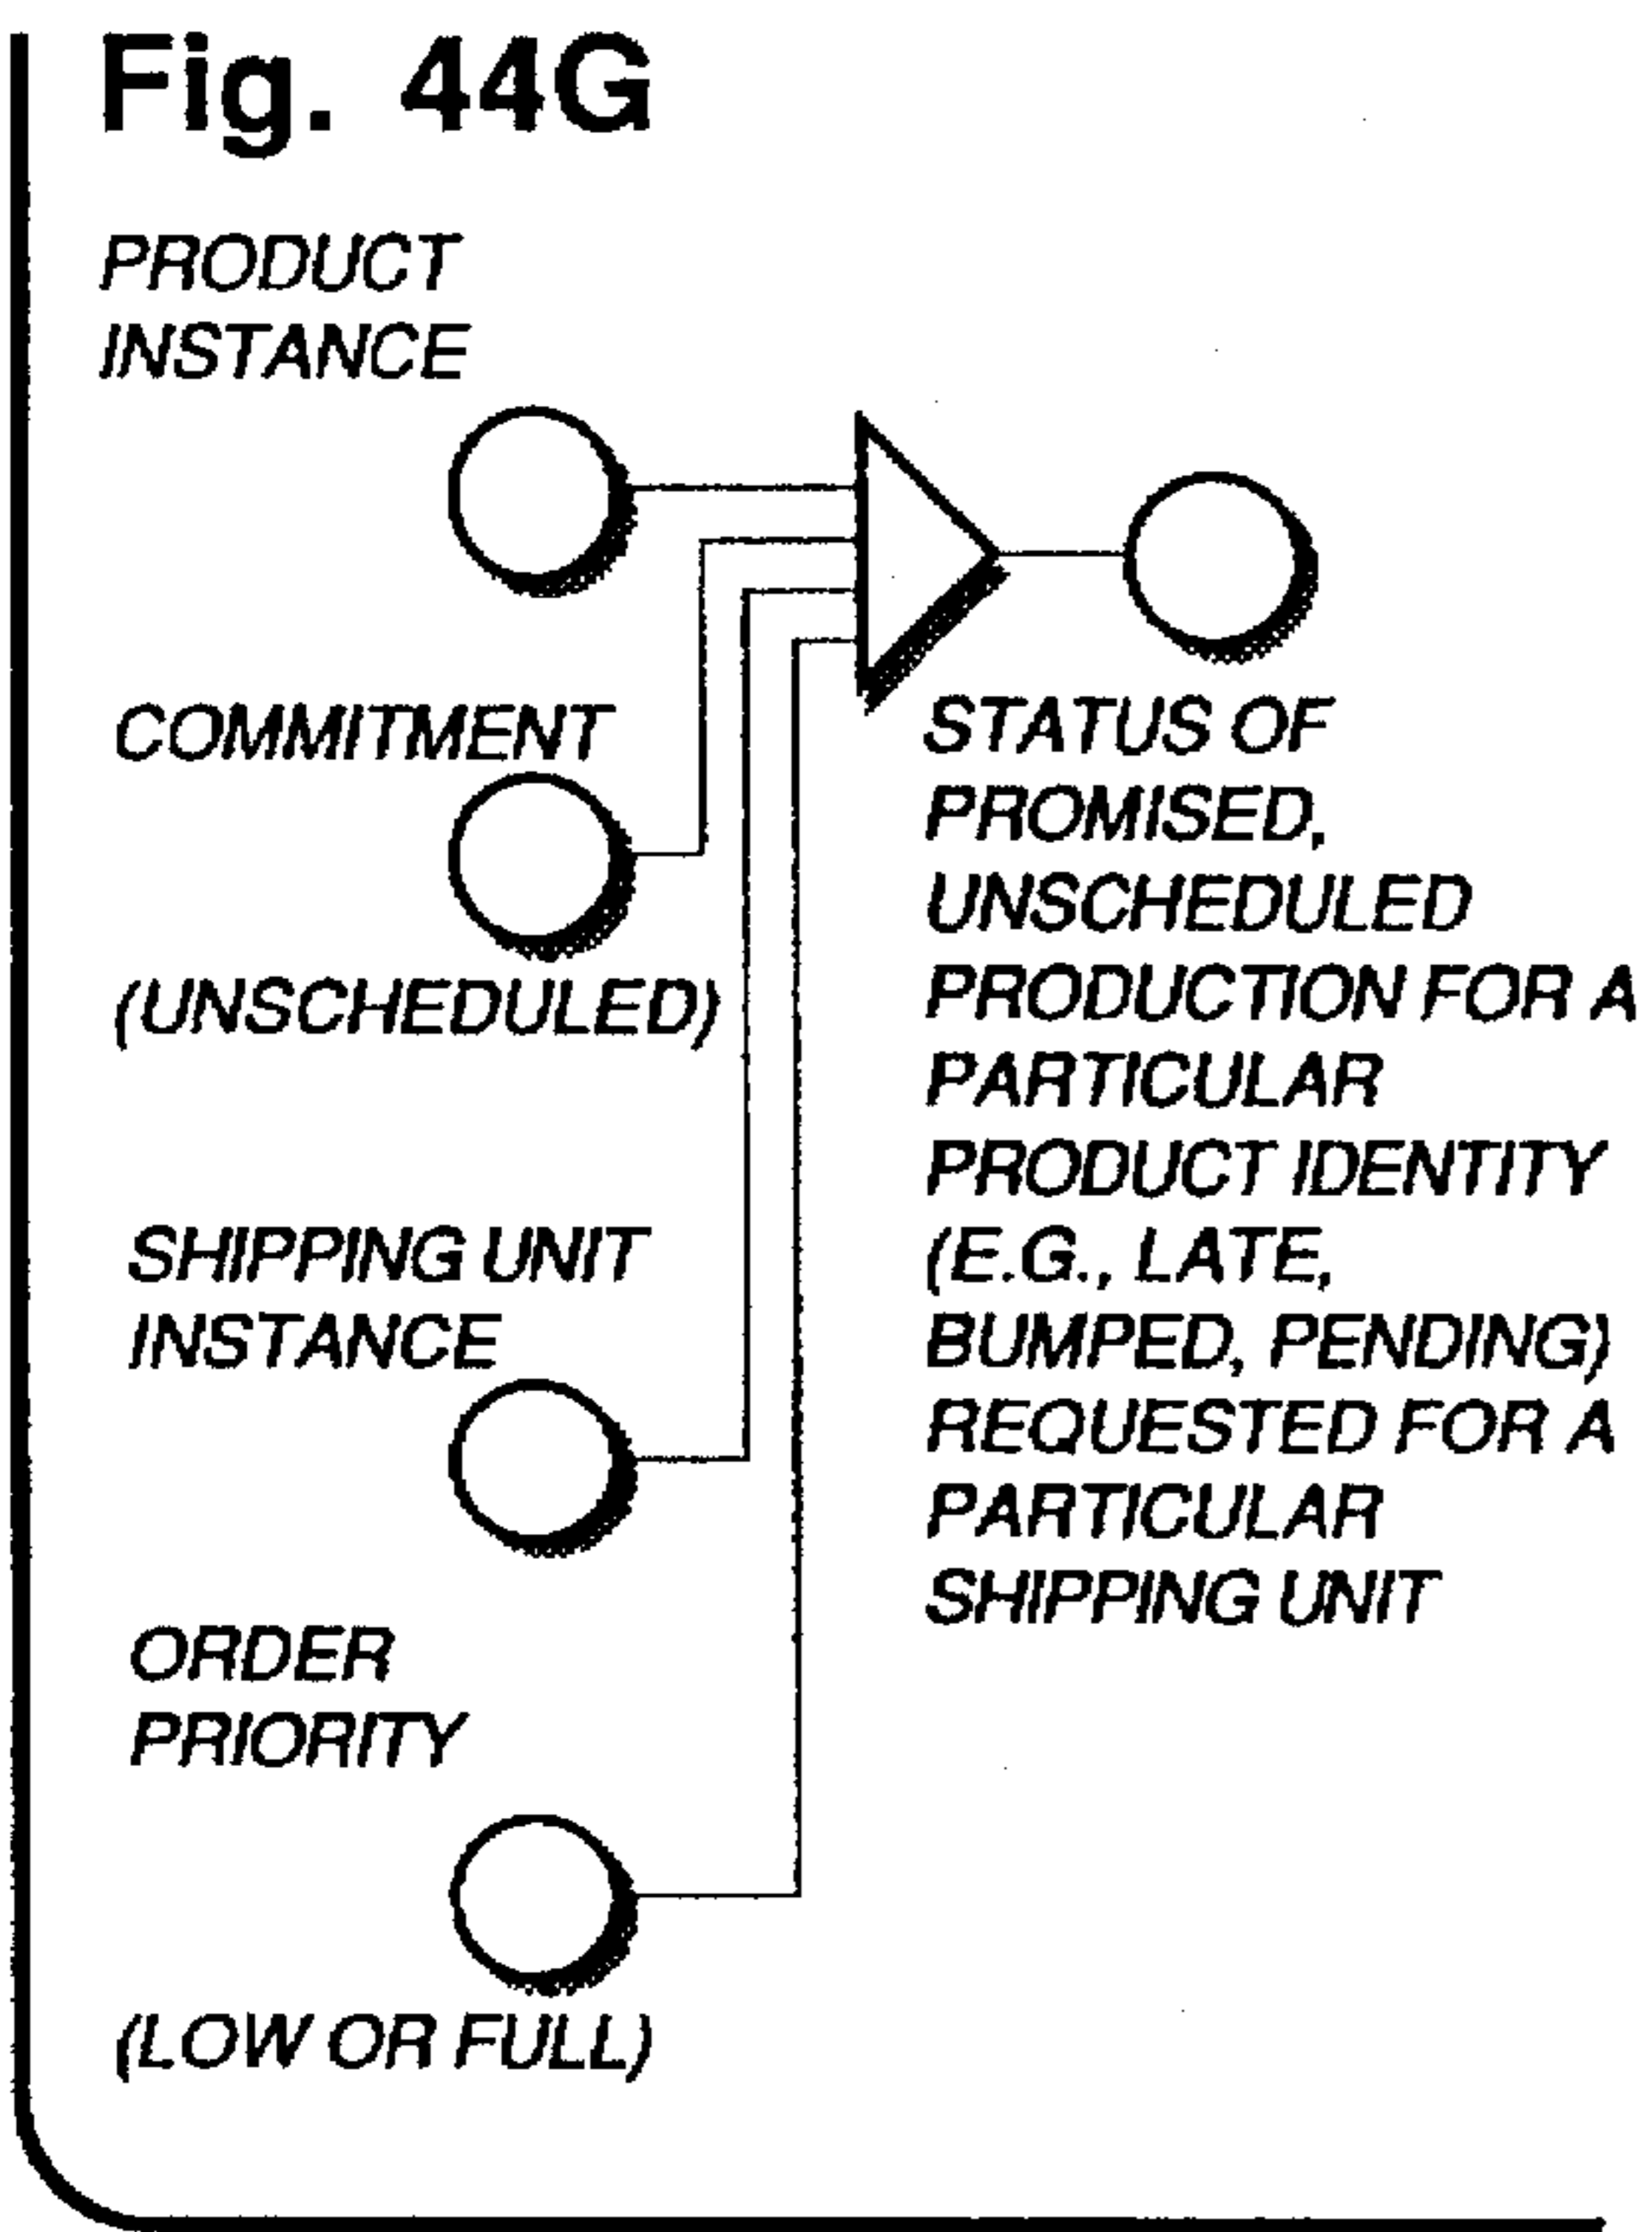 Fig. 44G
PRODUCT
INSTANCE
COMMITMENT
(UNSCHEDULED)
SHIPPING UNIT
INSTANCE
ORDER
PRIORITY
(LOW OR FULL)
STATUS OF
PROMISED,
UNSCHEDULED
PRODUCTION FOR A
PARTICULAR
PRODUCT IDENTITY
(E.G., LATE,
BUMPED, PENDING)
REQUESTED FOR A
PARTICULAR
SHIPPING UNIT